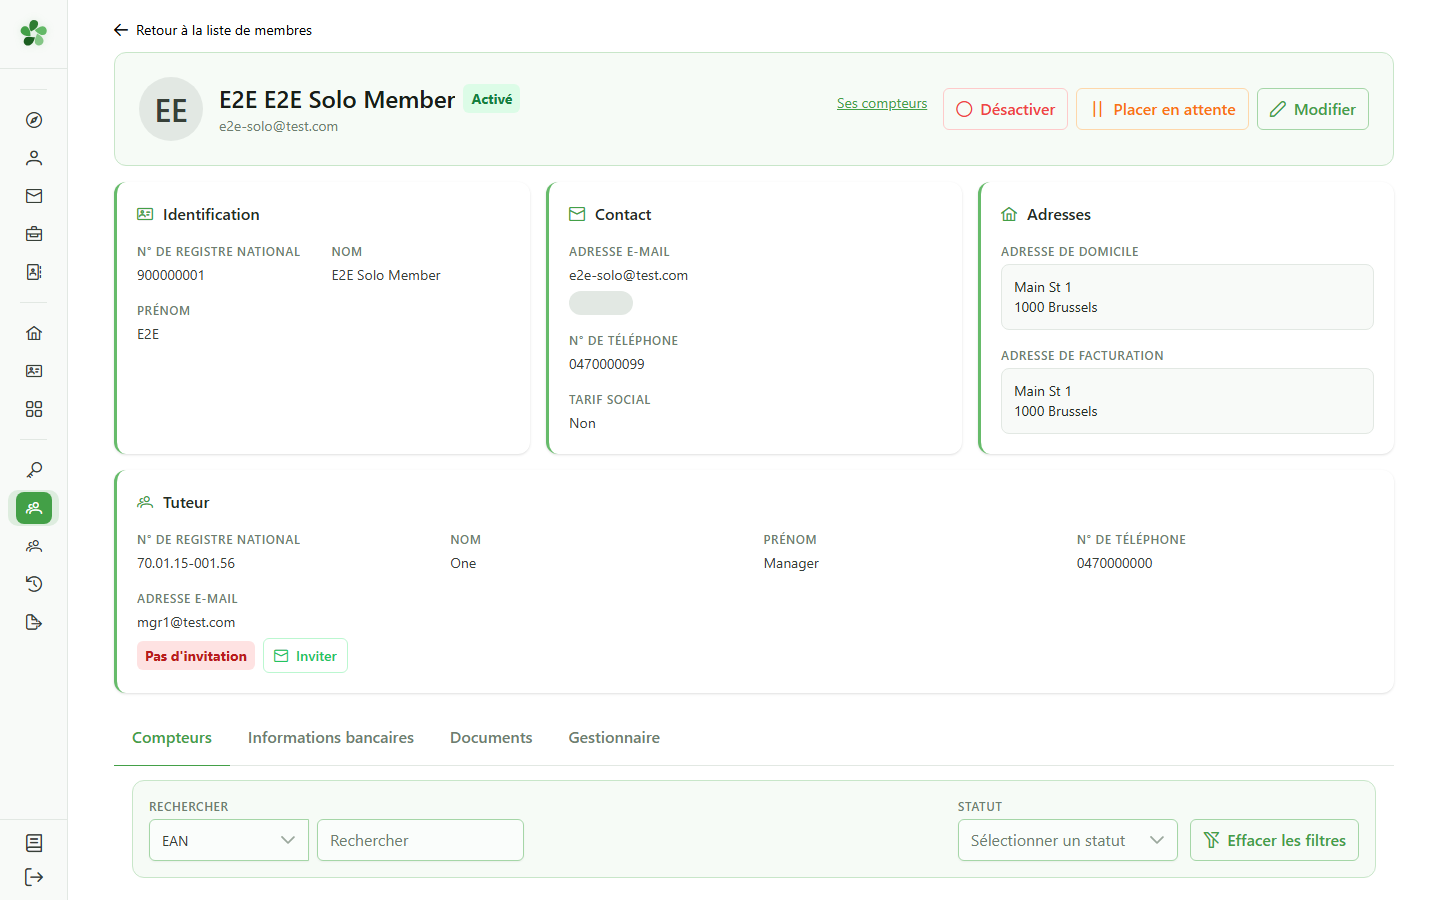 Retour à la liste de membres
EE
E2E E2E Solo Member
Activé
e2e-solo@test.com
Ses compteurs
Désactiver
Placer en attente
Modifier
Identification
N° DE REGISTRE NATIONAL
NOM
900000001
E2E Solo Member
PRÉNOM
E2E
Contact
ADRESSE E-MAIL
e2e-solo@test.com
N° DE TÉLÉPHONE
0470000099
TARIF SOCIAL
Non
Adresses
ADRESSE DE DOMICILE
Main St 1
1000 Brussels
ADRESSE DE FACTURATION
Main St 1
1000 Brussels
Tuteur
N° DE REGISTRE NATIONAL
NOM
PRÉNOM
N° DE TÉLÉPHONE
70.01.15-001.56
One
Manager
0470000000
ADRESSE E-MAIL
mgr1@test.com
Pas d'invitation
Inviter
Compteurs
Informations bancaires
Documents
Gestionnaire
RECHERCHER
STATUT
EAN
Rechercher
Sélectionner un statut
Effacer les filtres